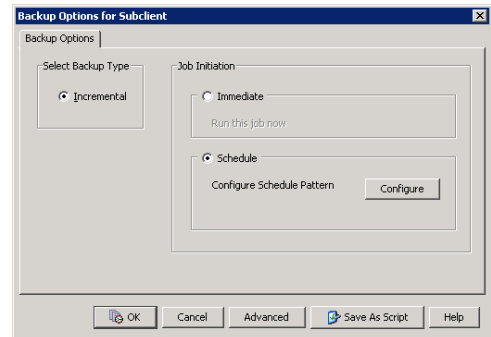 Backup Options for Subclient
Backup Options
Select Backup Type
Incremental
Job Initiation
Immediate
Run this job now
Schedule
Configure Schedule Pattern
Configure
OK
Cancel
Advanced
Save As Script
Help